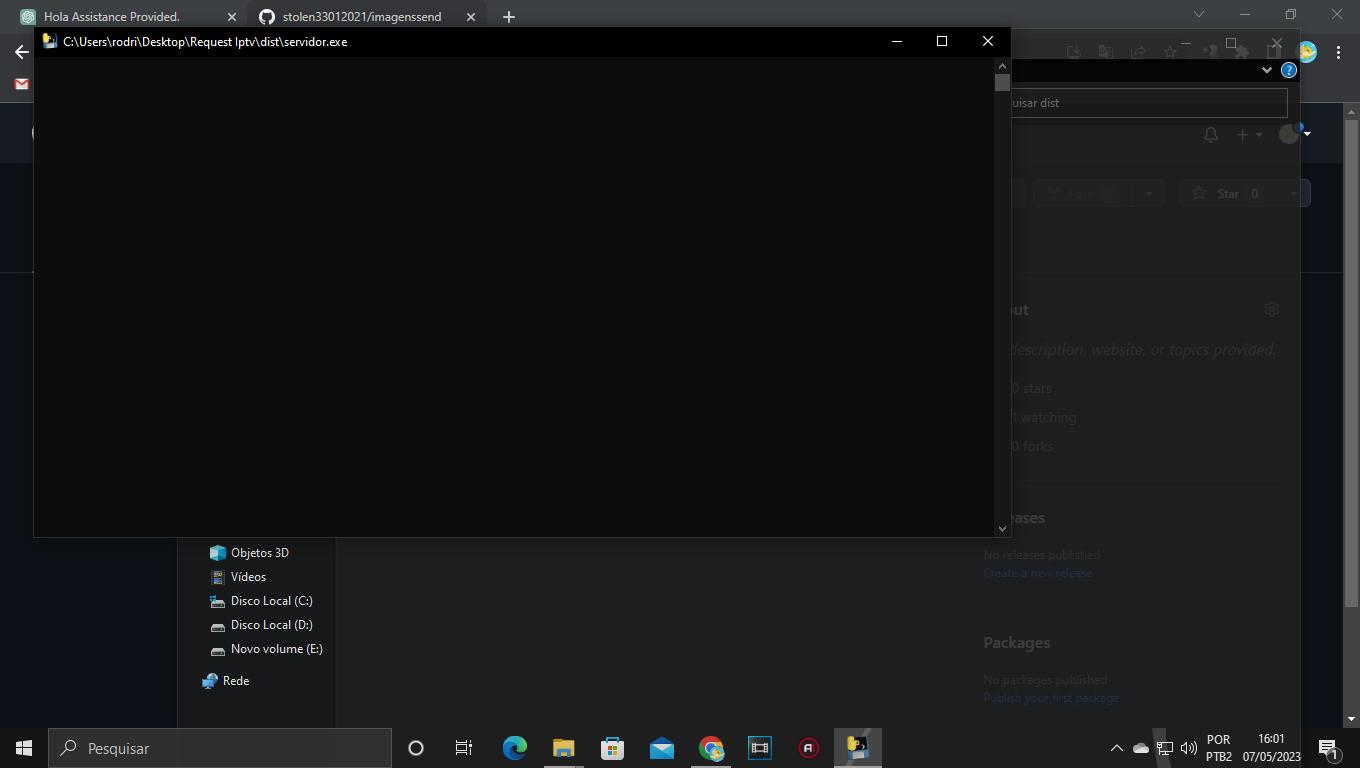 Hola Assistance Provided.
stolen33012021/imagenssend
C:\Users\rodri\Desktop\Request Iptv\dist\servidor.exe
uisar dist
Star 0
out
description, website, or topics provided.
0 stars
1 watching
0 forks
eases
No releases published
Create a new release
Packages
No packages published
Publish your first package
Objetos 3D
Vídeos
Disco Local (C:)
Disco Local (D:)
Novo volume (E:)
Rede
Pesquisar
POR
PTB2
16:01
07/05/2023
1